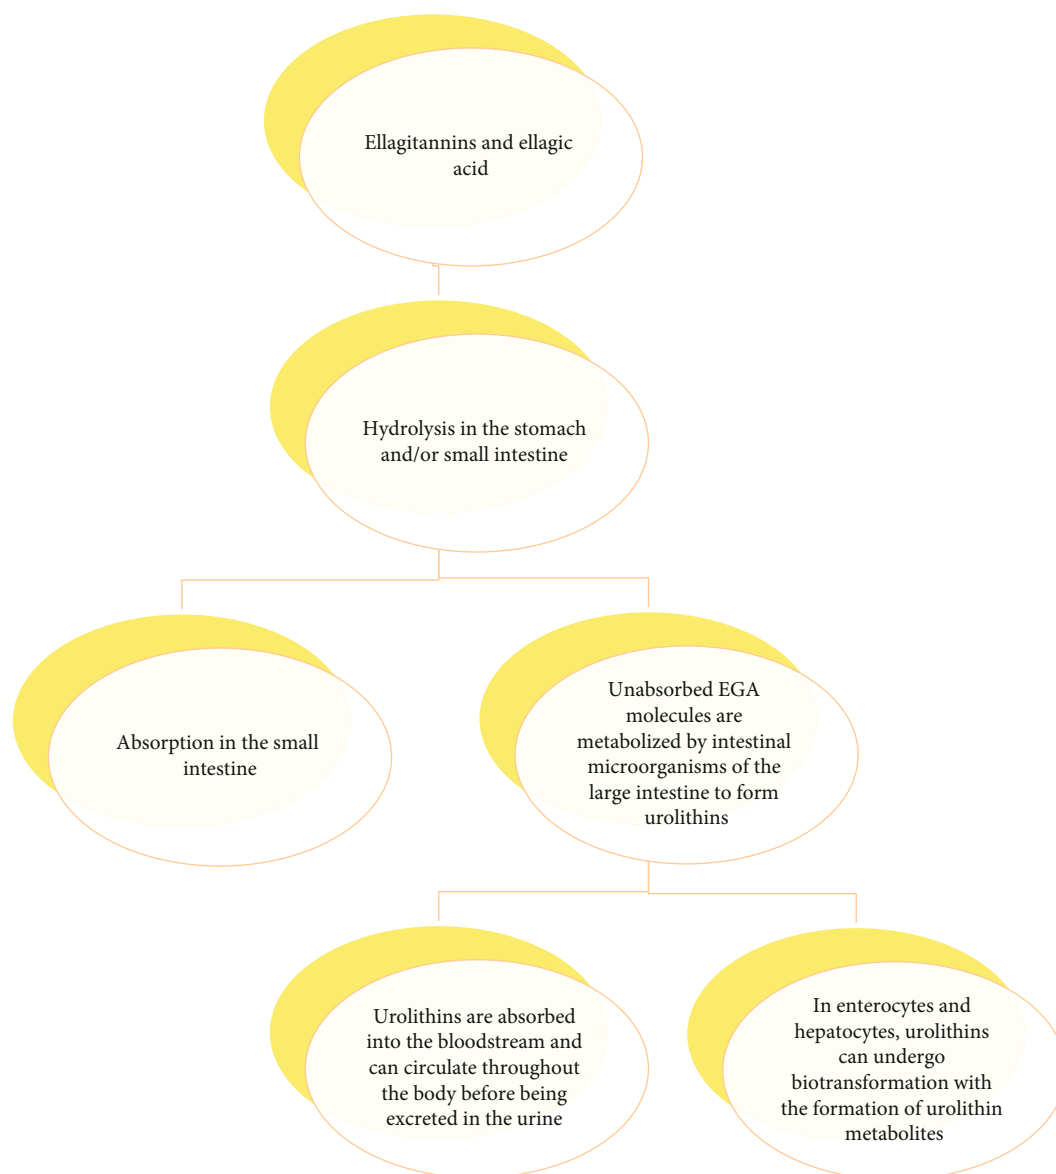 Ellagitannins and ellagic
acid
Hydrolysis in the stomach
and/or small intestine
Absorption in the small
intestine
Unabsorbed EGA
molecules are
metabolized by intestinal
microorganisms of the
large intestine to form
urolithins
Urolithins are absorbed
into the bloodstream and
can circulate throughout
the body before being
excreted in the urine
In enterocytes and
hepatocytes, urolithins
can undergo
biotransformation with
the formation of urolithin
metabolites